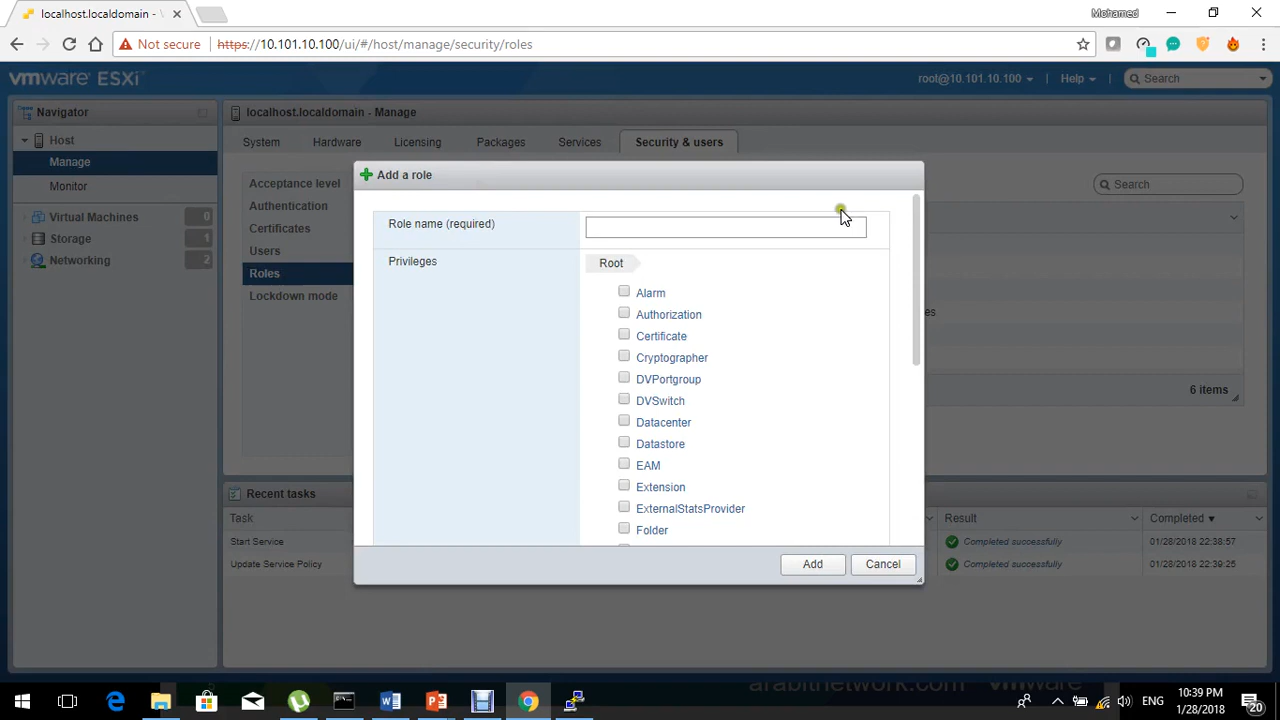 localhost.localdomain - V
Mohamed
Not secure https://10.101.10.100/ui/#/host/manage/security/roles
vmware ESXi
root@10.101.10.100
Help
Search
Navigator
localhost.localdomain - Manage
Host
Manage
Monitor
Virtual Machines 0
Storage 1
Networking 2
System
Hardware
Licensing
Packages
Services
Security & users
Acceptance level
Authentication
Certificates
Users
Roles
Lockdown mode
Search
6 items
Add a role
Role name (required)
Privileges
Root
Alarm
Authorization
Certificate
Cryptographer
DVPortgroup
DVSwitch
Datacenter
Datastore
EAM
Extension
ExternalStatsProvider
Folder
Add
Cancel
Recent tasks
Task
Result
Completed
Start Service
Completed successfully
01/28/2018 22:38:57
Update Service Policy
Completed successfully
01/28/2018 22:39:25
arabitnetwork.com
vmware
ENG
10:39 PM
1/28/2018
20